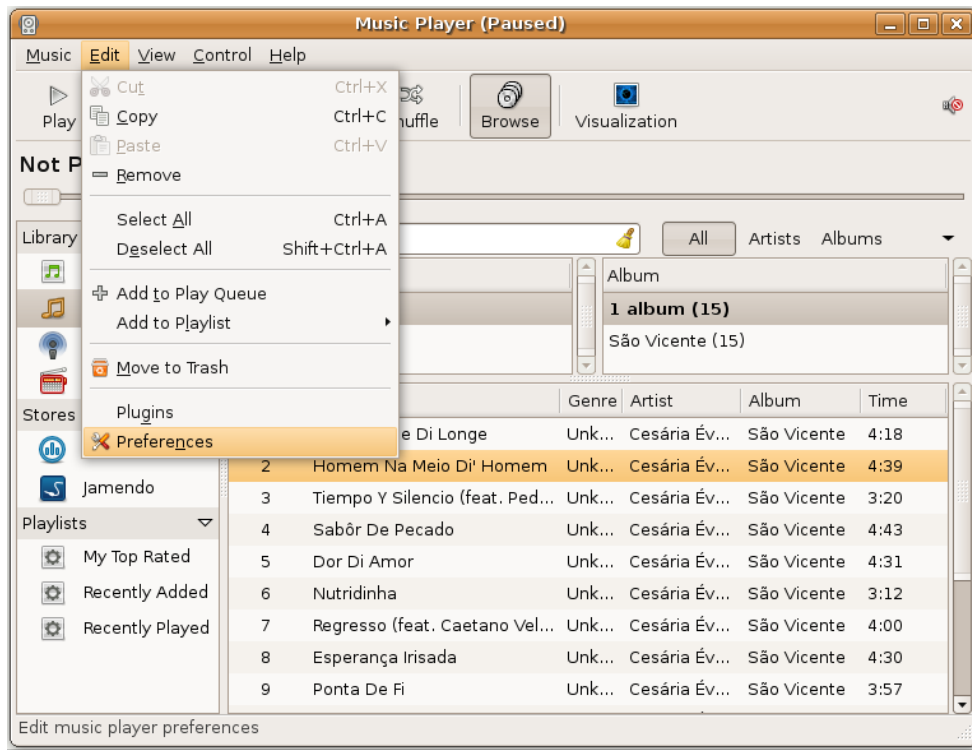 Music Player (Paused)
Music Edit View Control Help
Play uffle Browse Visualization
Cut Ctrl+X
Copy Ctrl+C
Paste Ctrl+V
Remove
Select All Ctrl+A
Deselect All Shift+Ctrl+A
Add to Play Queue
Add to Playlist
Move to Trash
Plugins
Preferences
Not P
Library
All Artists Albums
Album
1 album (15)
São Vicente (15)
Stores
Jamendo
Playlists
My Top Rated
Recently Added
Recently Played
Genre Artist Album Time
e Di Longe Unk... Cesária Év... São Vicente 4:18
2 Homem Na Meio Di' Homem Unk... Cesária Év... São Vicente 4:39
3 Tiempo Y Silencio (feat. Ped... Unk... Cesária Év... São Vicente 3:20
4 Sabôr De Pecado Unk... Cesária Év... São Vicente 4:43
5 Dor Di Amor Unk... Cesária Év... São Vicente 4:31
6 Nutridinha Unk... Cesária Év... São Vicente 3:12
7 Regresso (feat. Caetano Vel... Unk... Cesária Év... São Vicente 4:00
8 Esperança Irisada Unk... Cesária Év... São Vicente 4:30
9 Ponta De Fi Unk... Cesária Év... São Vicente 3:57
Edit music player preferences